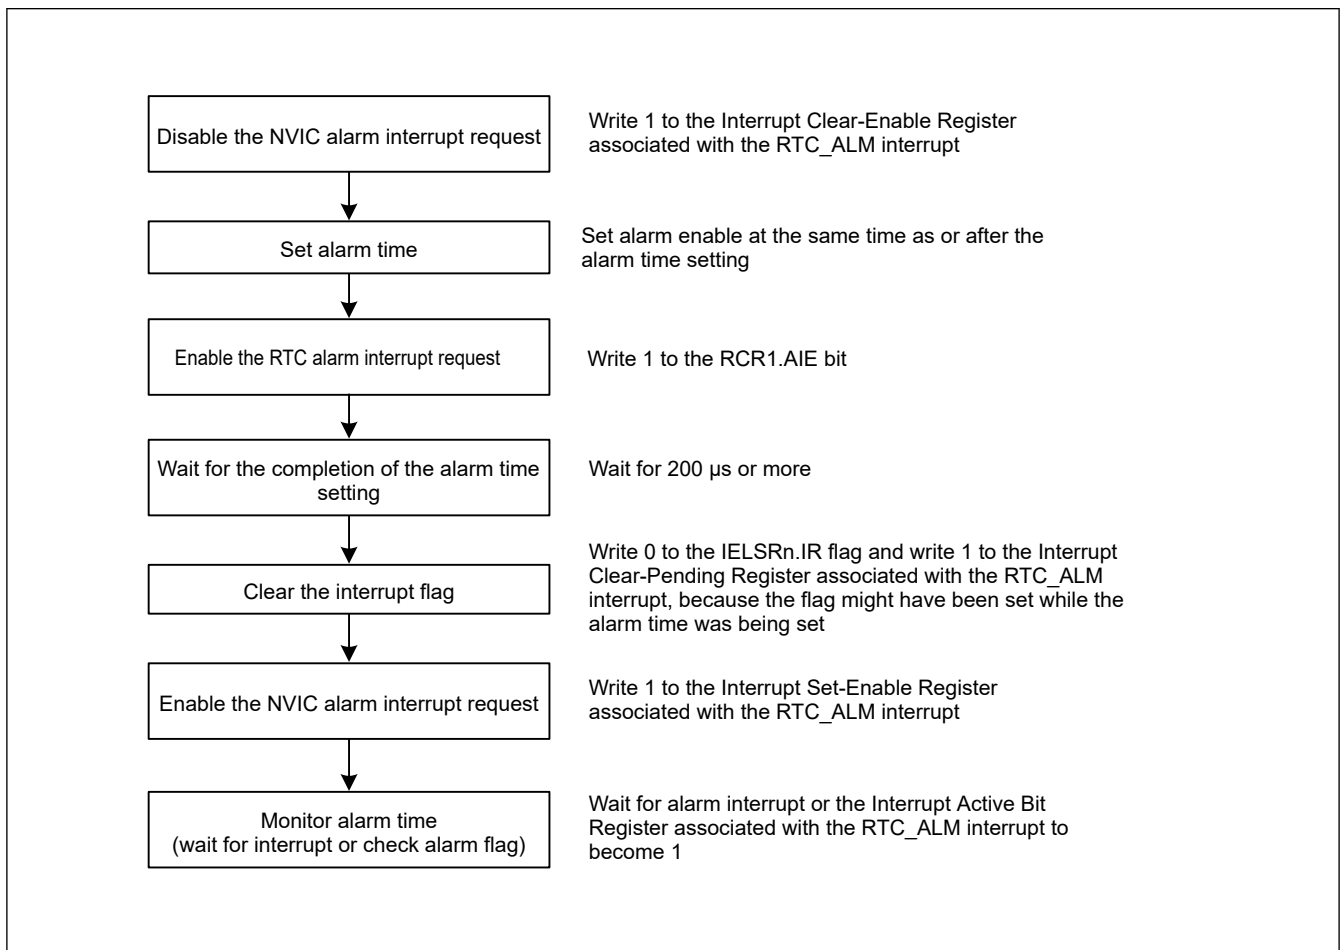 Disable the NVIC alarm interrupt request
Write 1 to the Interrupt Clear-Enable Register
associated with the RTC_ALM interrupt
Set alarm time
Set alarm enable at the same time as or after the
alarm time setting
Enable the RTC alarm interrupt request
Write 1 to the RCR1.AIE bit
Wait for the completion of the alarm time
setting
Wait for 200 µs or more
Clear the interrupt flag
Write 0 to the IELSRn.IR flag and write 1 to the Interrupt
Clear-Pending Register associated with the RTC_ALM
interrupt, because the flag might have been set while the
alarm time was being set
Enable the NVIC alarm interrupt request
Write 1 to the Interrupt Set-Enable Register
associated with the RTC_ALM interrupt
Monitor alarm time
(wait for interrupt or check alarm flag)
Wait for alarm interrupt or the Interrupt Active Bit
Register associated with the RTC_ALM interrupt to
become 1